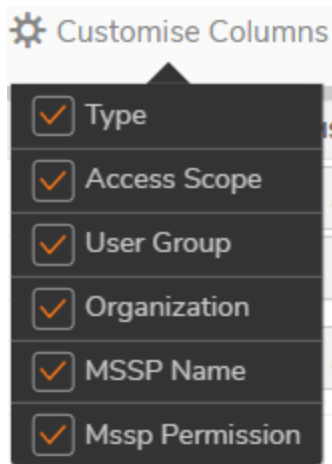 Customise Columns
Type
Access Scope
User Group
Organization
MSSP Name
Mssp Permission